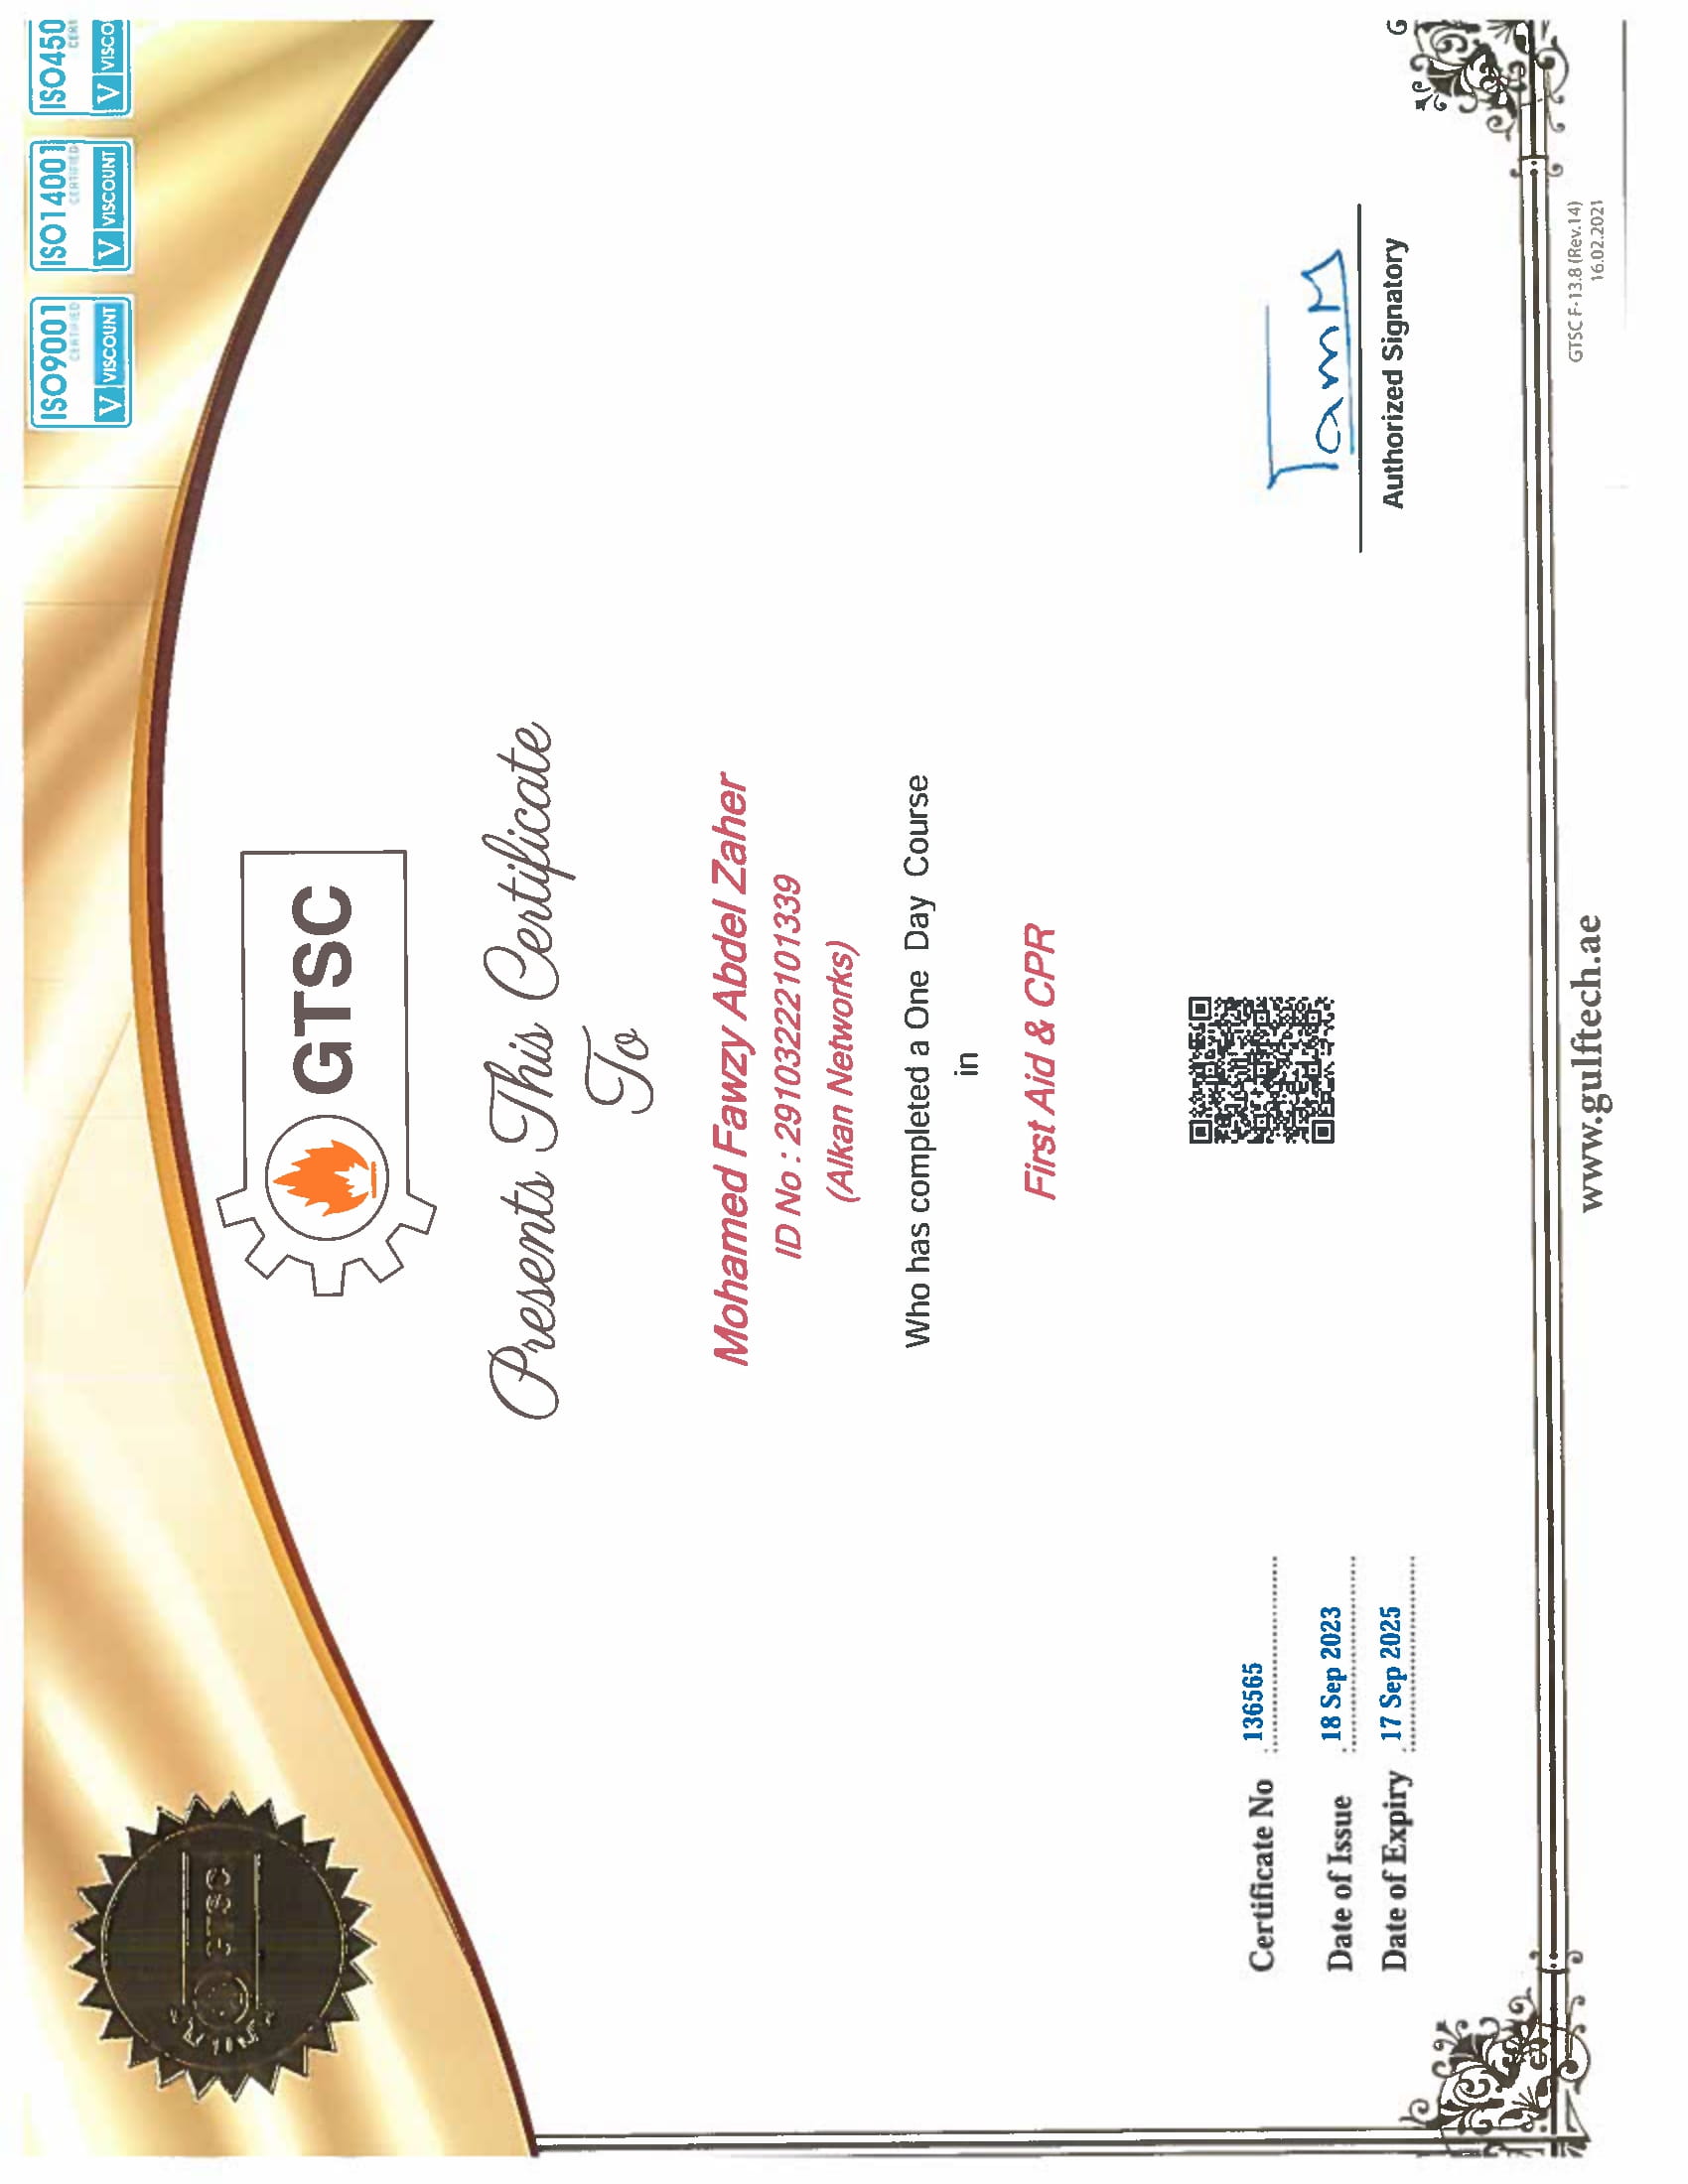 ISO9001
CERTIFIED
V VISCOUNT
ISO14001
CERTIFIED
V VISCOUNT
ISO450
CERT
V VISCO
GTSC
GTSC
Presents This Certificate
To
Mohamed Fawzy Abdel Zaher
ID No : 29103222101339
(Alkan Networks)
Who has completed a One Day Course
in
First Aid & CPR
Certificate No : 136565
Date of Issue : 18 Sep 2023
Date of Expiry : 17 Sep 2025
Authorized Signatory
G
www.gulftech.ae
GTSC F-13.8 (Rev.14)
16.02.2021